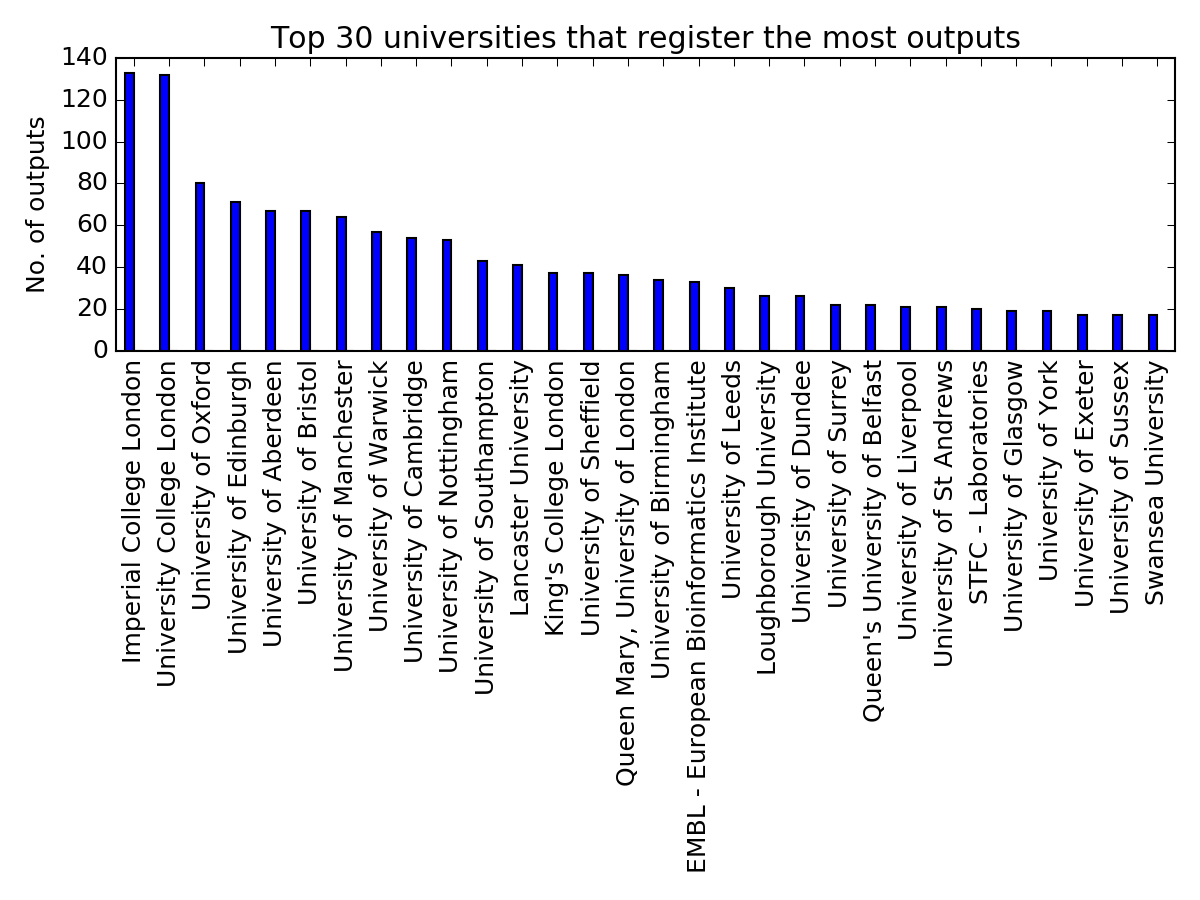 Top 30 universities that register the most outputs
No. of outputs
140
120
100
80
60
40
20
0
Imperial College London
University College London
University of Oxford
University of Edinburgh
University of Aberdeen
University of Bristol
University of Manchester
University of Warwick
University of Cambridge
University of Nottingham
University of Southampton
Lancaster University
King's College London
University of Sheffield
Queen Mary, University of London
University of Birmingham
EMBL - European Bioinformatics Institute
University of Leeds
Loughborough University
University of Dundee
University of Surrey
Queen's University of Belfast
University of Liverpool
University of St Andrews
STFC - Laboratories
University of Glasgow
University of York
University of Exeter
University of Sussex
Swansea University